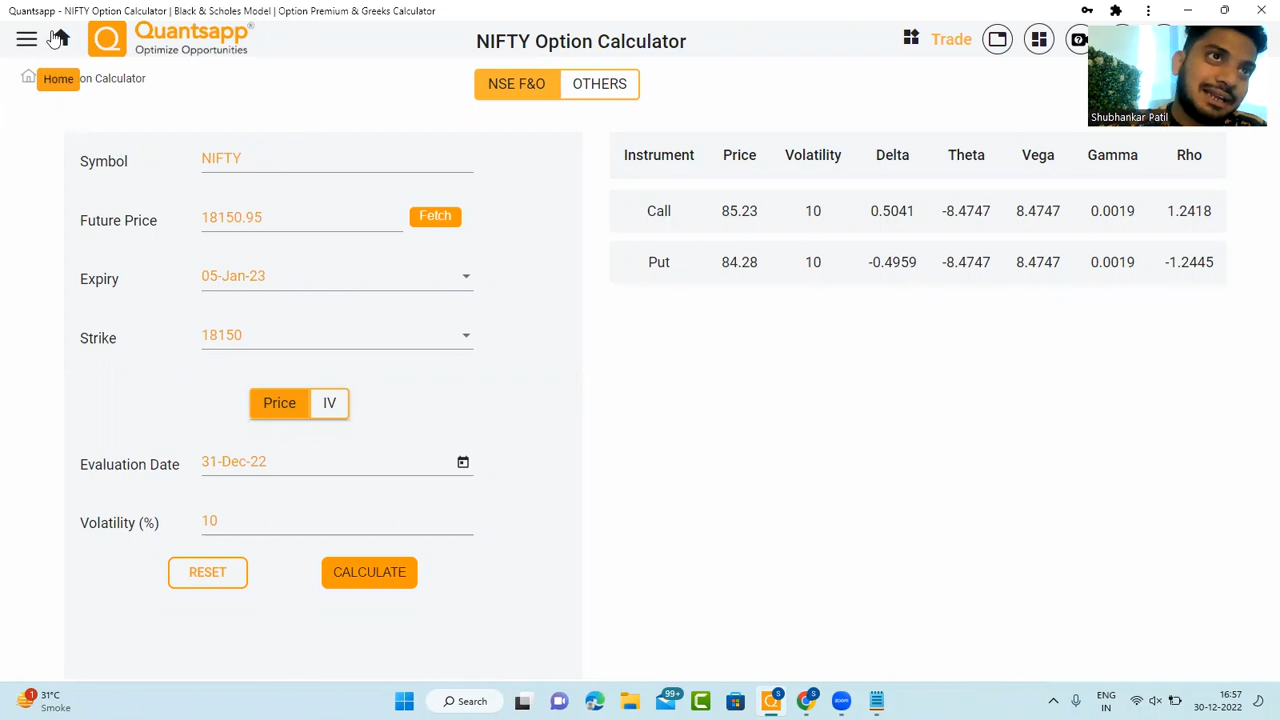 Quantsapp - NIFTY Option Calculator | Black & Scholes Model | Option Premium & Greeks Calculator
Quantsapp®
Optimize Opportunities
NIFTY Option Calculator
Trade
Home
on Calculator
NSE F&O
OTHERS
Shubhankar Patil
Symbol
NIFTY
Future Price
18150.95
Fetch
Expiry
05-Jan-23
Strike
18150
Price
IV
Evaluation Date
31-Dec-22
Volatility (%)
10
RESET
CALCULATE
Instrument Price Volatility Delta Theta Vega Gamma Rho
Call 85.23 10 0.5041 -8.4747 8.4747 0.0019 1.2418
Put 84.28 10 -0.4959 -8.4747 8.4747 0.0019 -1.2445
1
31°C
Smoke
Search
99+
S
S
zoom
ENG
IN
16:57
30-12-2022